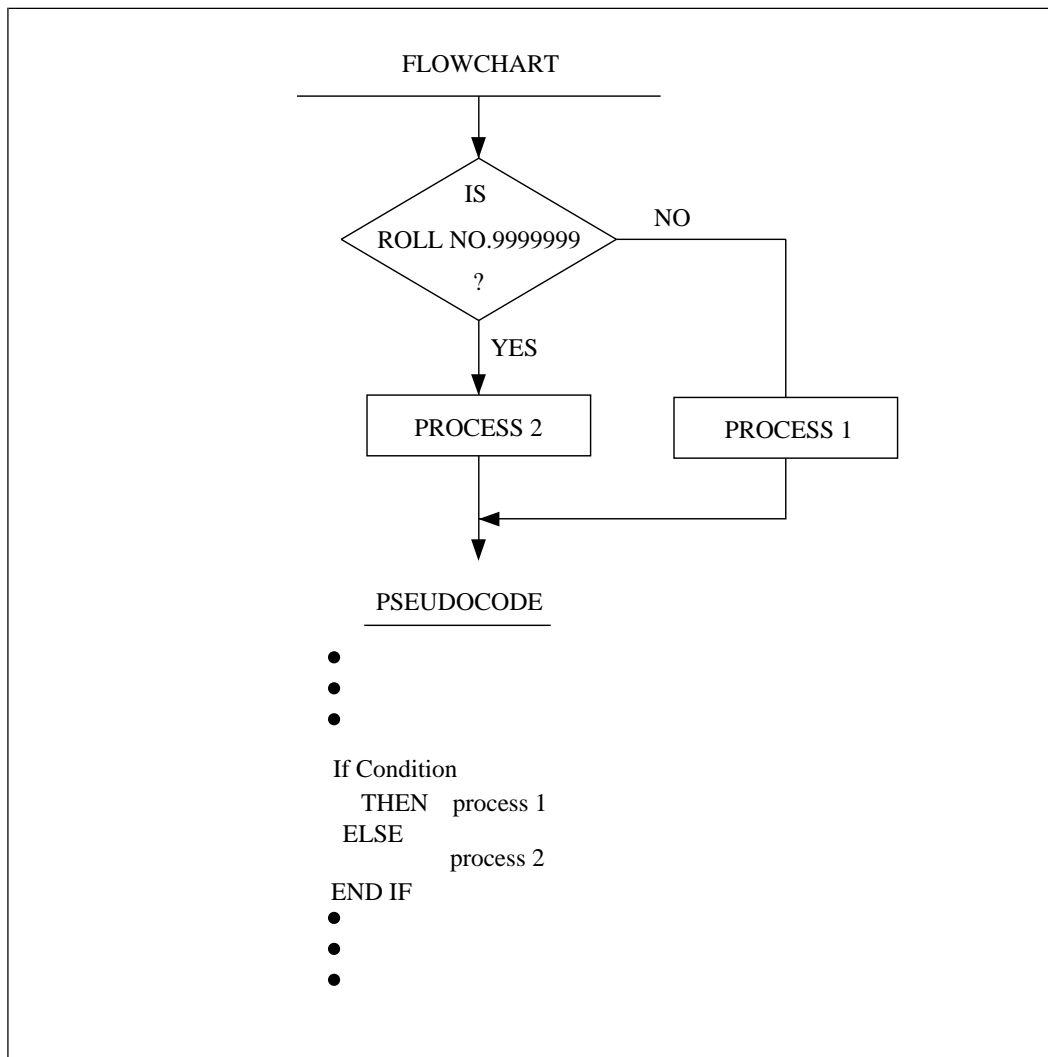 FLOWCHART
IS
ROLL NO.9999999
?
NO
YES
PROCESS 2
PROCESS 1
PSEUDOCODE
If Condition
THEN process 1
ELSE
process 2
END IF